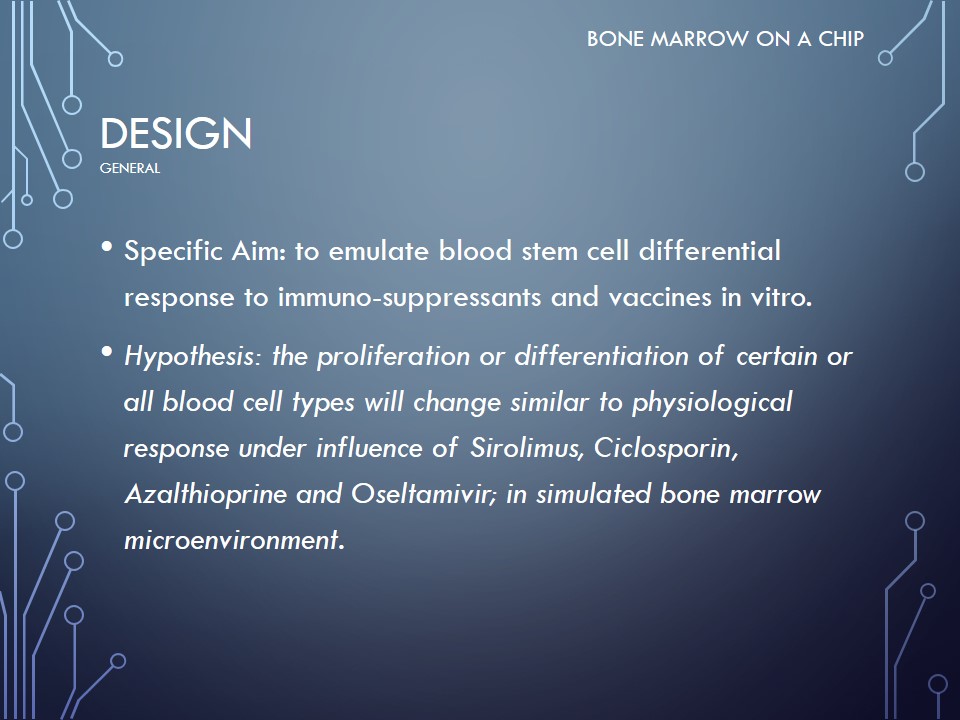 BONE MARROW ON A CHIP
DESIGN
GENERAL
• Specific Aim: to emulate blood stem cell differential
response to immuno-suppressants and vaccines in vitro.
• Hypothesis: the proliferation or differentiation of certain or
all blood cell types will change similar to physiological
response under influence of Sirolimus, Ciclosporin,
Azalthioprine and Oseltamivir; in simulated bone marrow
microenvironment.